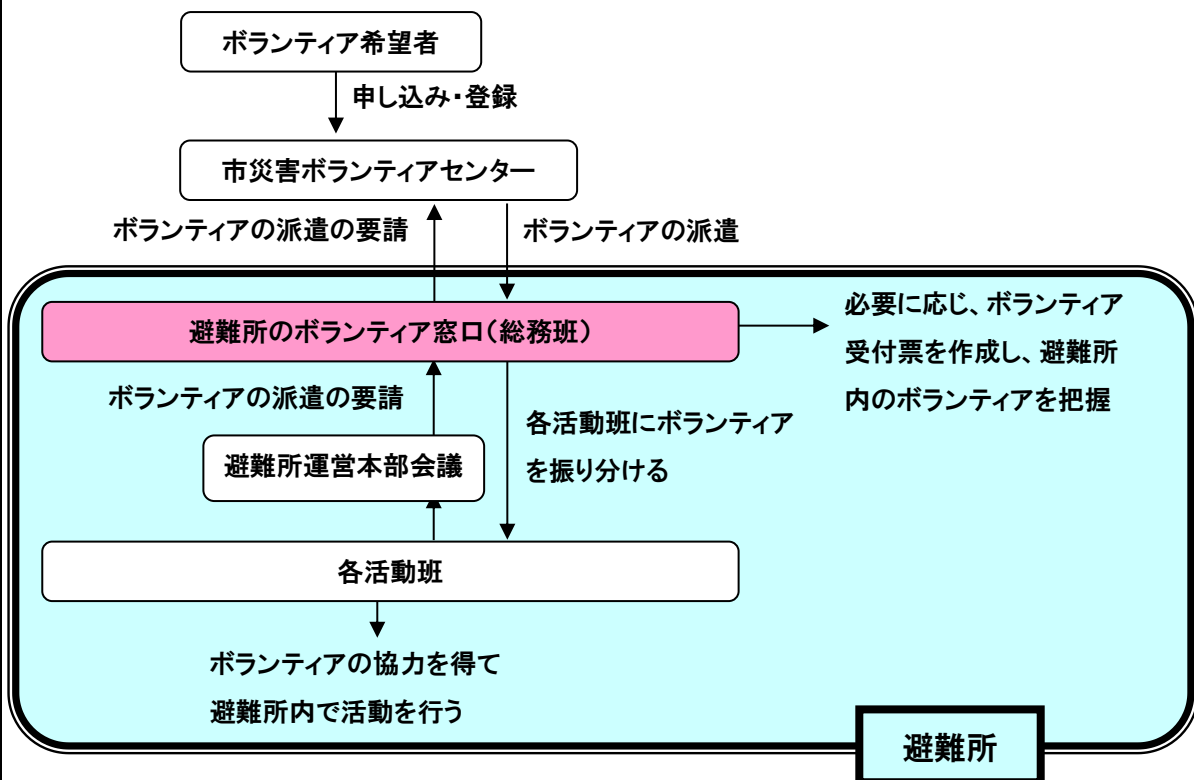 ボランティア希望者
申し込み・登録
市災害ボランティアセンター
ボランティアの派遣の要請
ボランティアの派遣
避難所のボランティア窓口（総務班）
必要に応じ、ボランティア
受付票を作成し、避難所
内のボランティアを把握
ボランティアの派遣の要請
各活動班にボランティア
を振り分ける
避難所運営本部会議
各活動班
ボランティアの協力を得て
避難所内で活動を行う
避難所